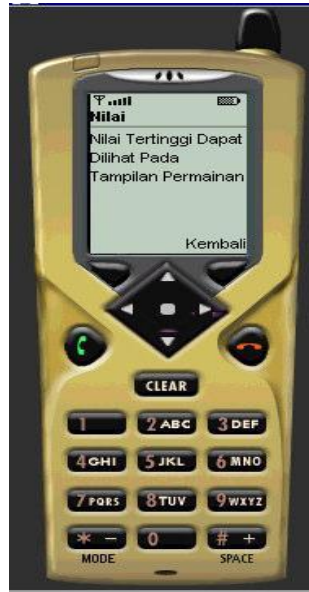 Nilai
Nilai Tertinggi Dapat
Dilihat Pada
Tampilan Permainan
Kembali
CLEAR
1 2 ABC 3 DEF
4 GHI 5 JKL 6 MNO
7 PQRS 8 TUV 9 WXYZ
* - 0 # +
MODE SPACE